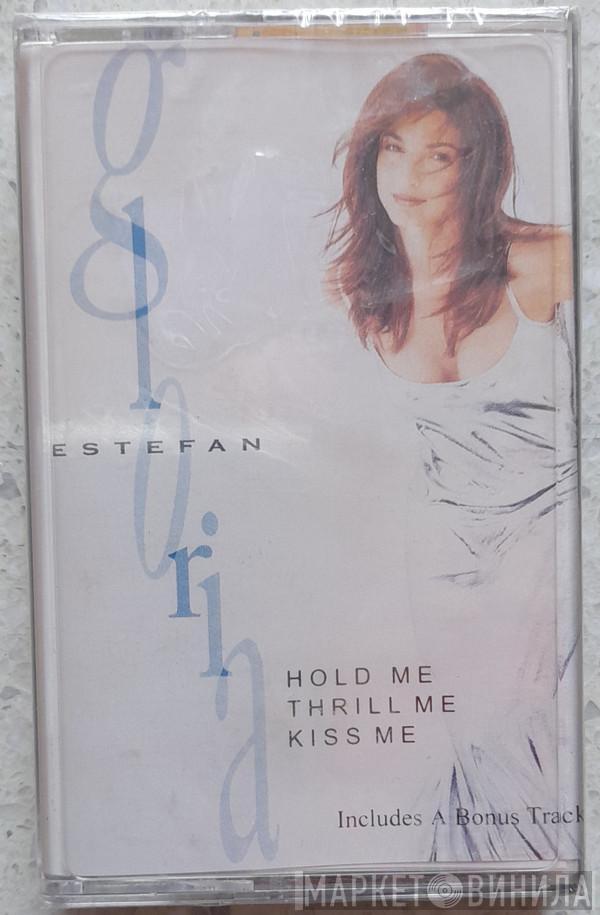 gloria
ESTEFAN
HOLD ME
THRILL ME
KISS ME
Includes A Bonus Track
МАРКЕТ ВИНИЛА